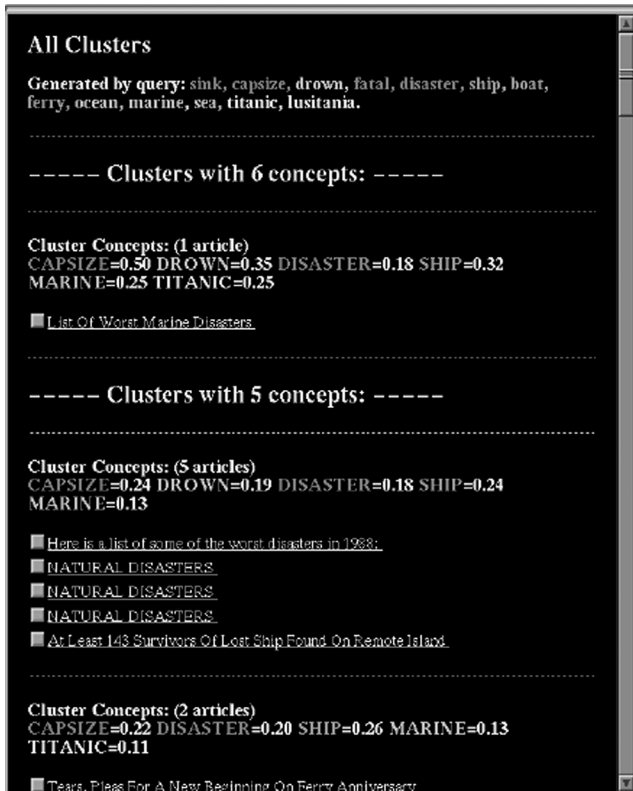 All Clusters
Generated by query: sink, capsize, drown, fatal, disaster, ship, boat,
ferry, ocean, marine, sea, titanic, lusitania.
----- Clusters with 6 concepts: -----
Cluster Concepts: (1 article)
CAPSIZE=0.50 DROWN=0.35 DISASTER=0.18 SHIP=0.32
MARINE=0.25 TITANIC=0.25
List Of Worst Marine Disasters
----- Clusters with 5 concepts: -----
Cluster Concepts: (5 articles)
CAPSIZE=0.24 DROWN=0.19 DISASTER=0.18 SHIP=0.24
MARINE=0.13
Here is a list of some of the worst disasters in 1988:
NATURAL DISASTERS
NATURAL DISASTERS
NATURAL DISASTERS
At Least 143 Survivors Of Lost Ship Found On Remote Island
Cluster Concepts: (2 articles)
CAPSIZE=0.22 DISASTER=0.20 SHIP=0.26 MARINE=0.13
TITANIC=0.11
Tears, Pleas For A New Beginning On Ferry Anniversary